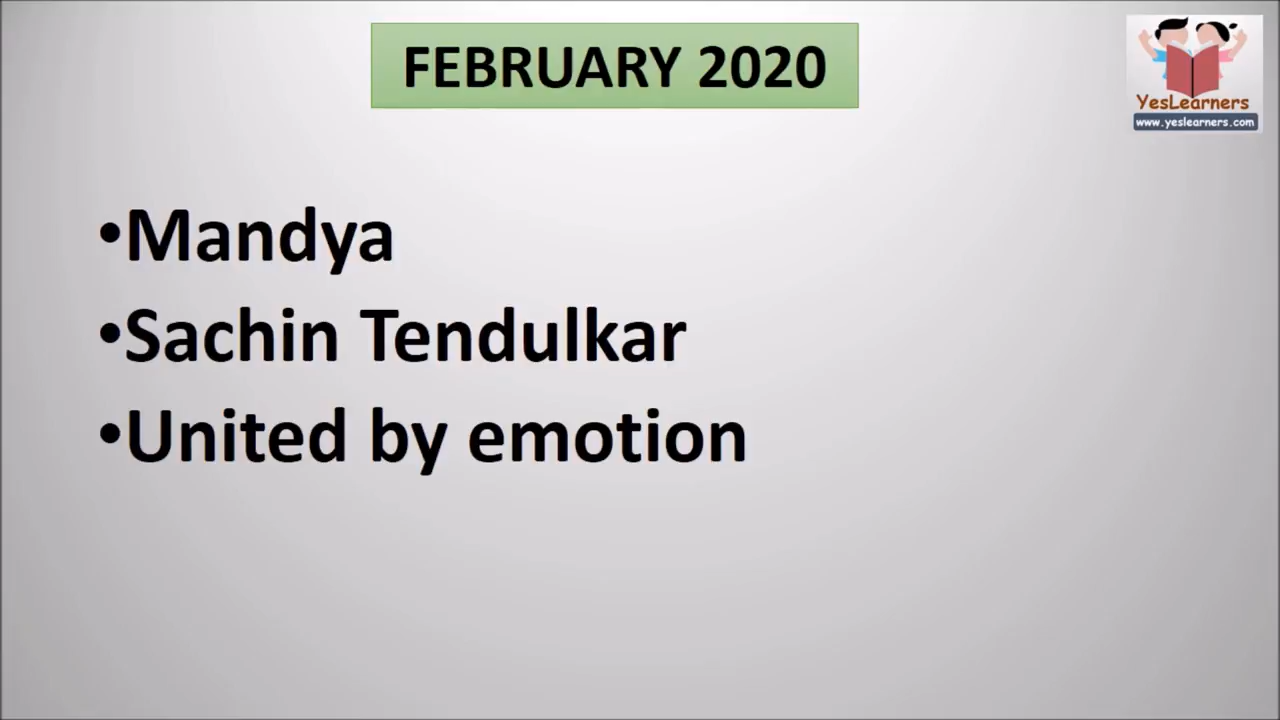 FEBRUARY 2020
YesLearners
www.yeslearners.com
•Mandya
•Sachin Tendulkar
•United by emotion